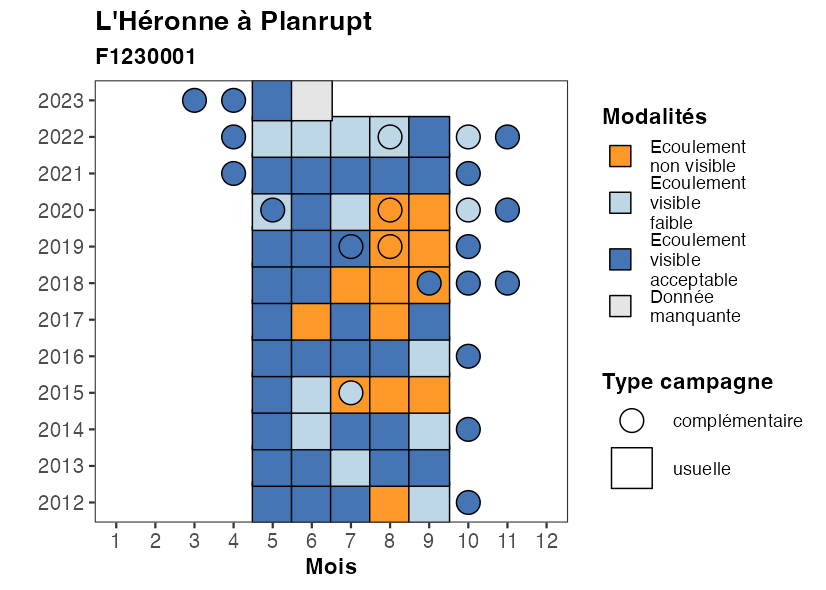 L'Héronne à Planrupt
F1230001
2023
2022
2021
2020
2019
2018
2017
2016
2015
2014
2013
2012
1 2 3 4 5 6 7 8 9 10 11 12
Mois
Modalités
Ecoulement
non visible
Ecoulement
visible
faible
Ecoulement
visible
acceptable
Donnée
manquante
Type campagne
complémentaire
usuelle